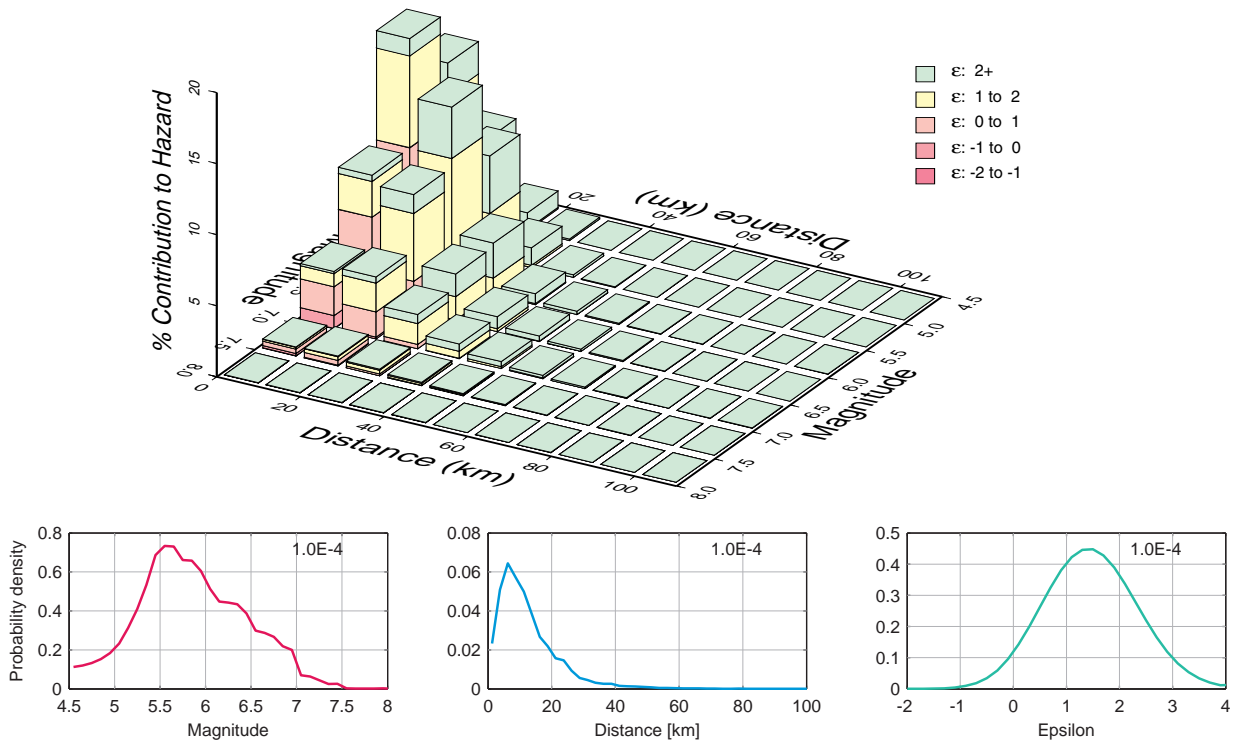 % Contribution to Hazard
20
15
10
5
ε: 2+
ε: 1 to 2
ε: 0 to 1
ε: -1 to 0
ε: -2 to -1
20
40
60
80
100
Distance (km)
4.5
5.0
5.5
6.0
6.5
7.0
7.5
8.0
Magnitude
7.0
7.5
8.0
0
20
40
60
80
100
Distance (km)
Probability density
0.8
0.6
0.4
0.2
0
4.5 5 5.5 6 6.5 7 7.5 8
Magnitude
1.0E-4
0.08
0.06
0.04
0.02
0
0 20 40 60 80 100
Distance [km]
1.0E-4
0.5
0.4
0.3
0.2
0.1
0
-2 -1 0 1 2 3 4
Epsilon
1.0E-4